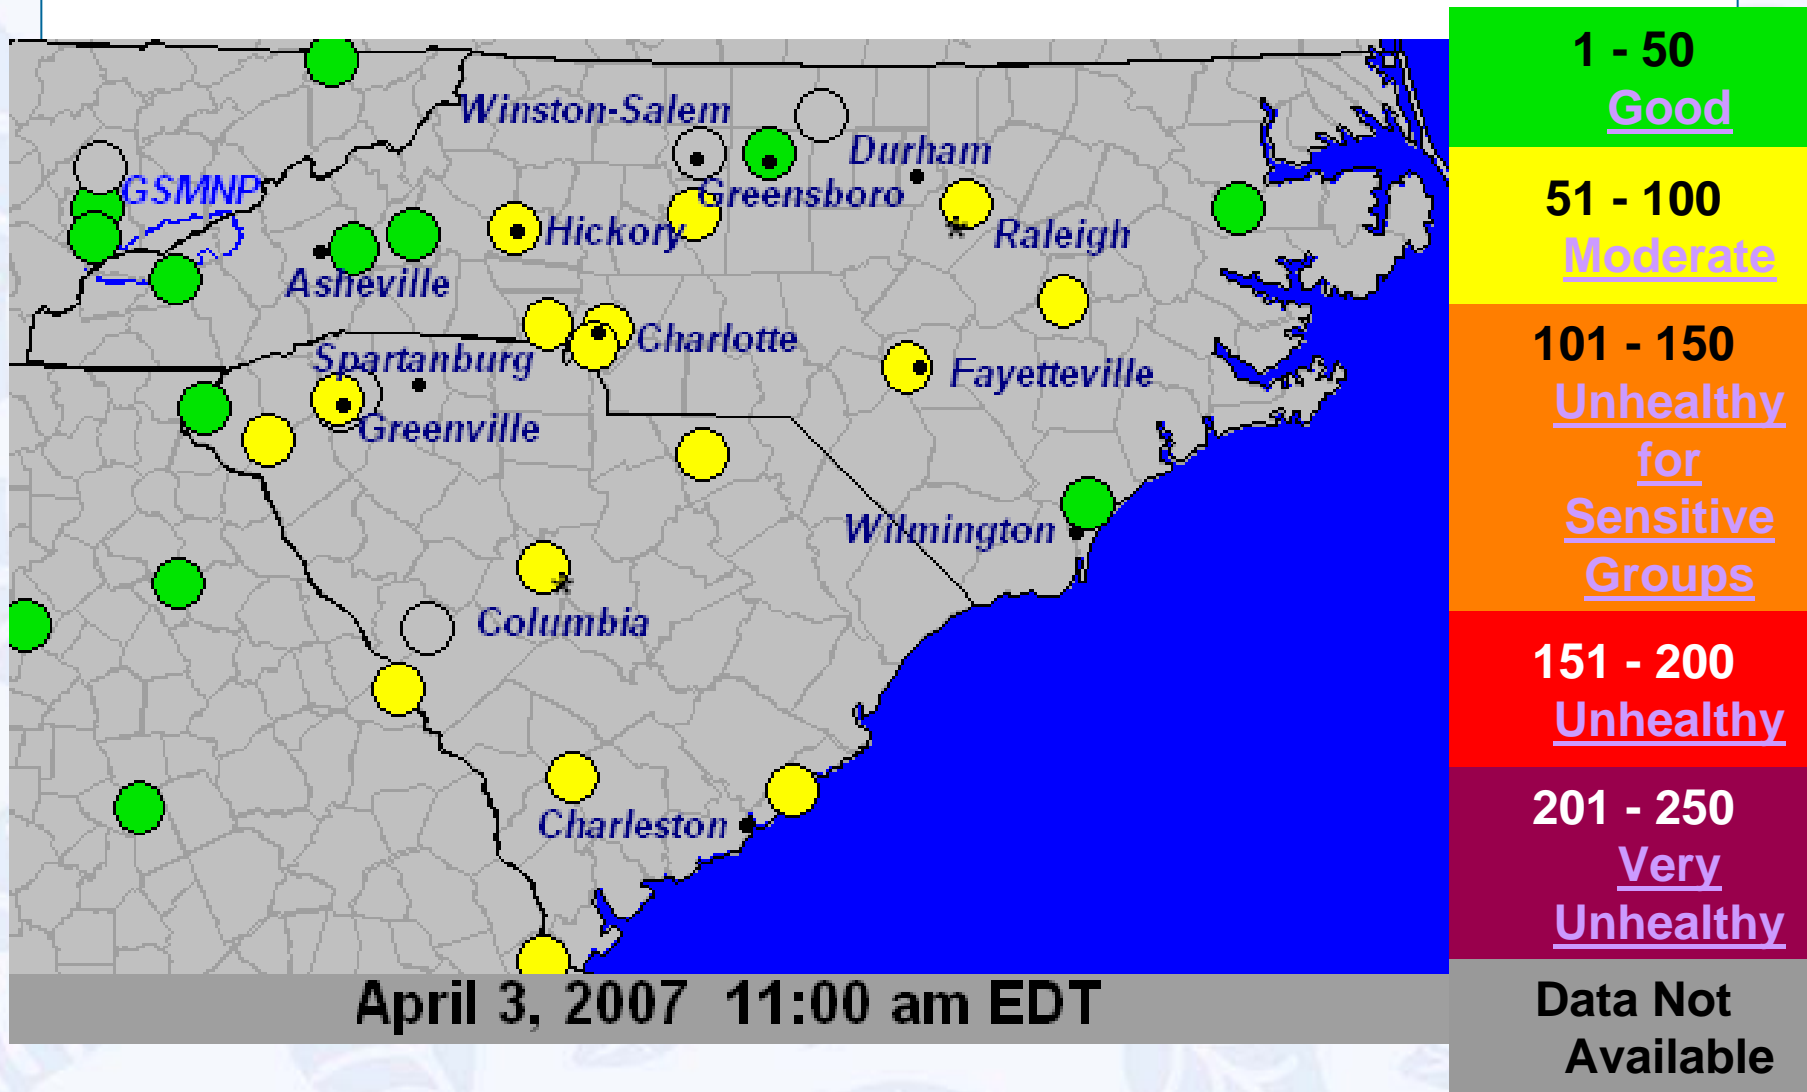 Winston-Salem
Durham
GSMNP
Greensboro
Hickory
Raleigh
Asheville
Charlotte
Spartanburg
Fayetteville
Greenville
Wilmington
Columbia
Charleston
April 3, 2007 11:00 am EDT
1 - 50
Good
51 - 100
Moderate
101 - 150
Unhealthy
for
Sensitive
Groups
151 - 200
Unhealthy
201 - 250
Very
Unhealthy
Data Not
Available